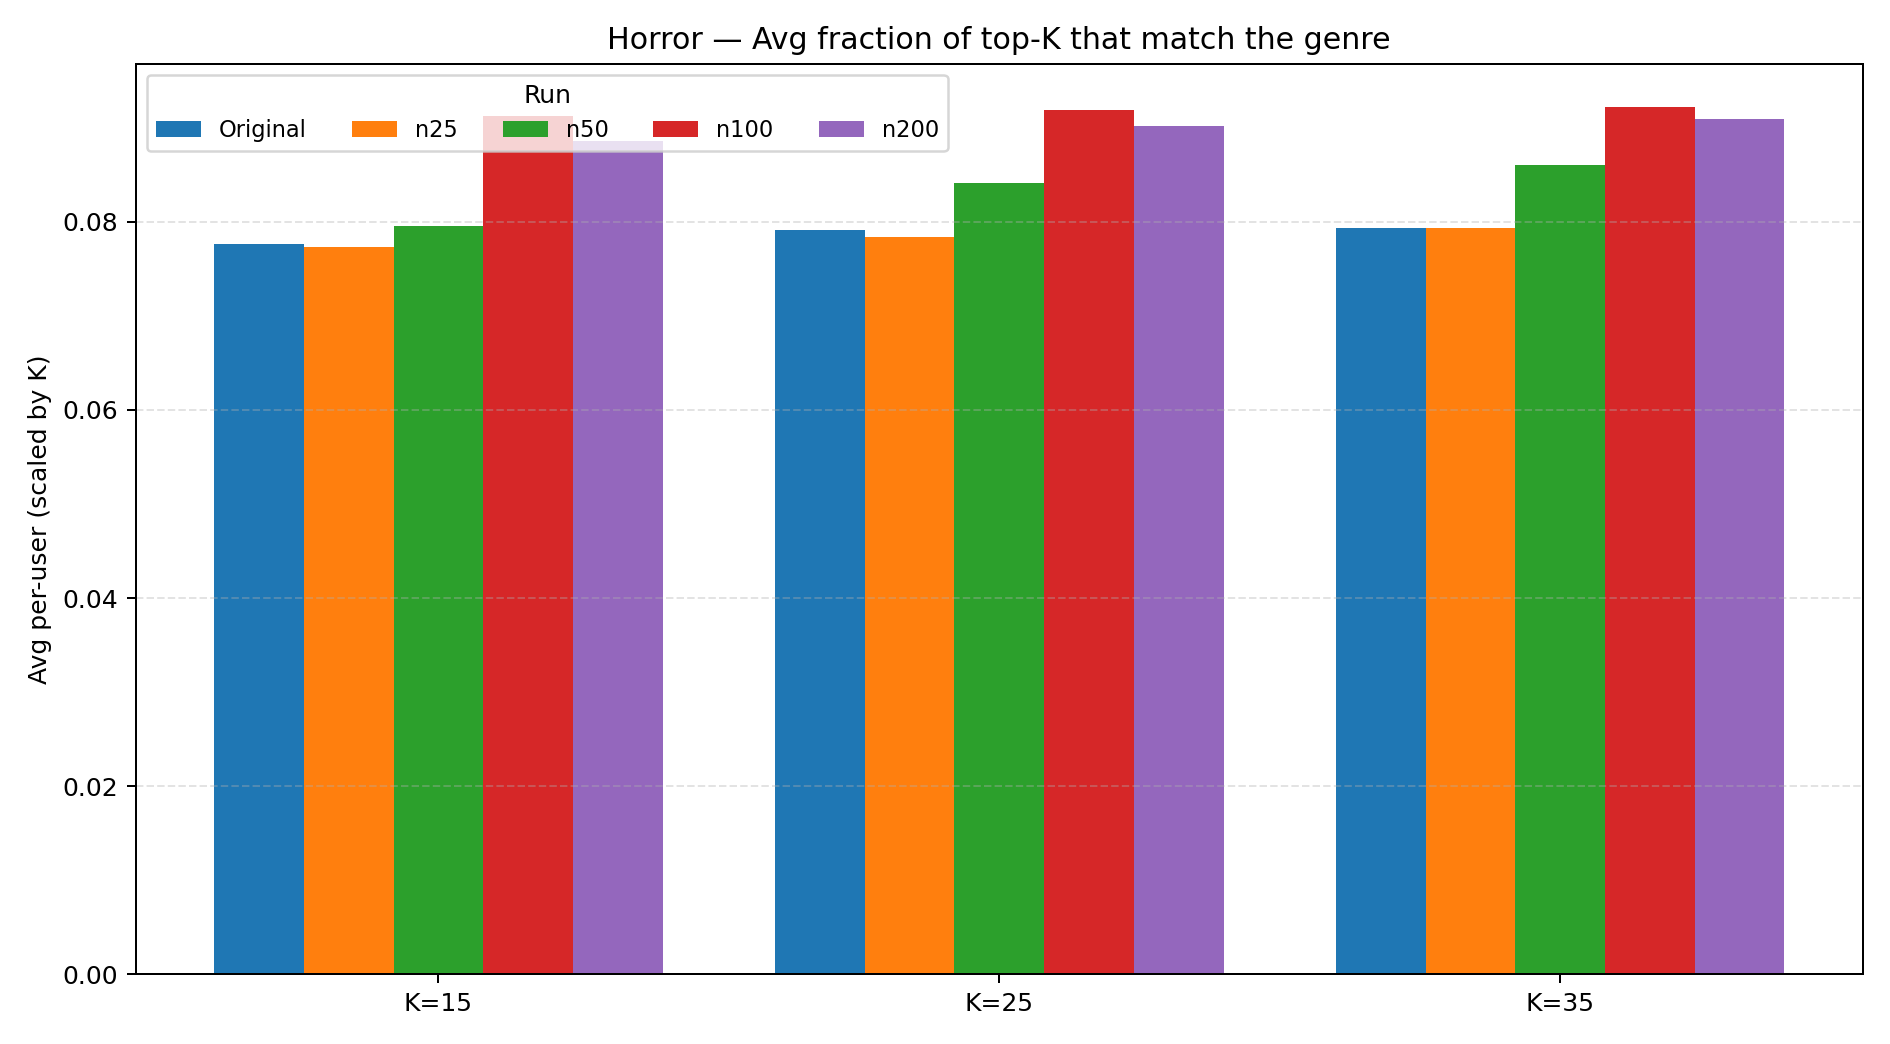 Horror — Avg fraction of top-K that match the genre
Run
Original n25 n50 n100 n200
Avg per-user (scaled by K)
0.08
0.06
0.04
0.02
0.00
K=15 K=25 K=35